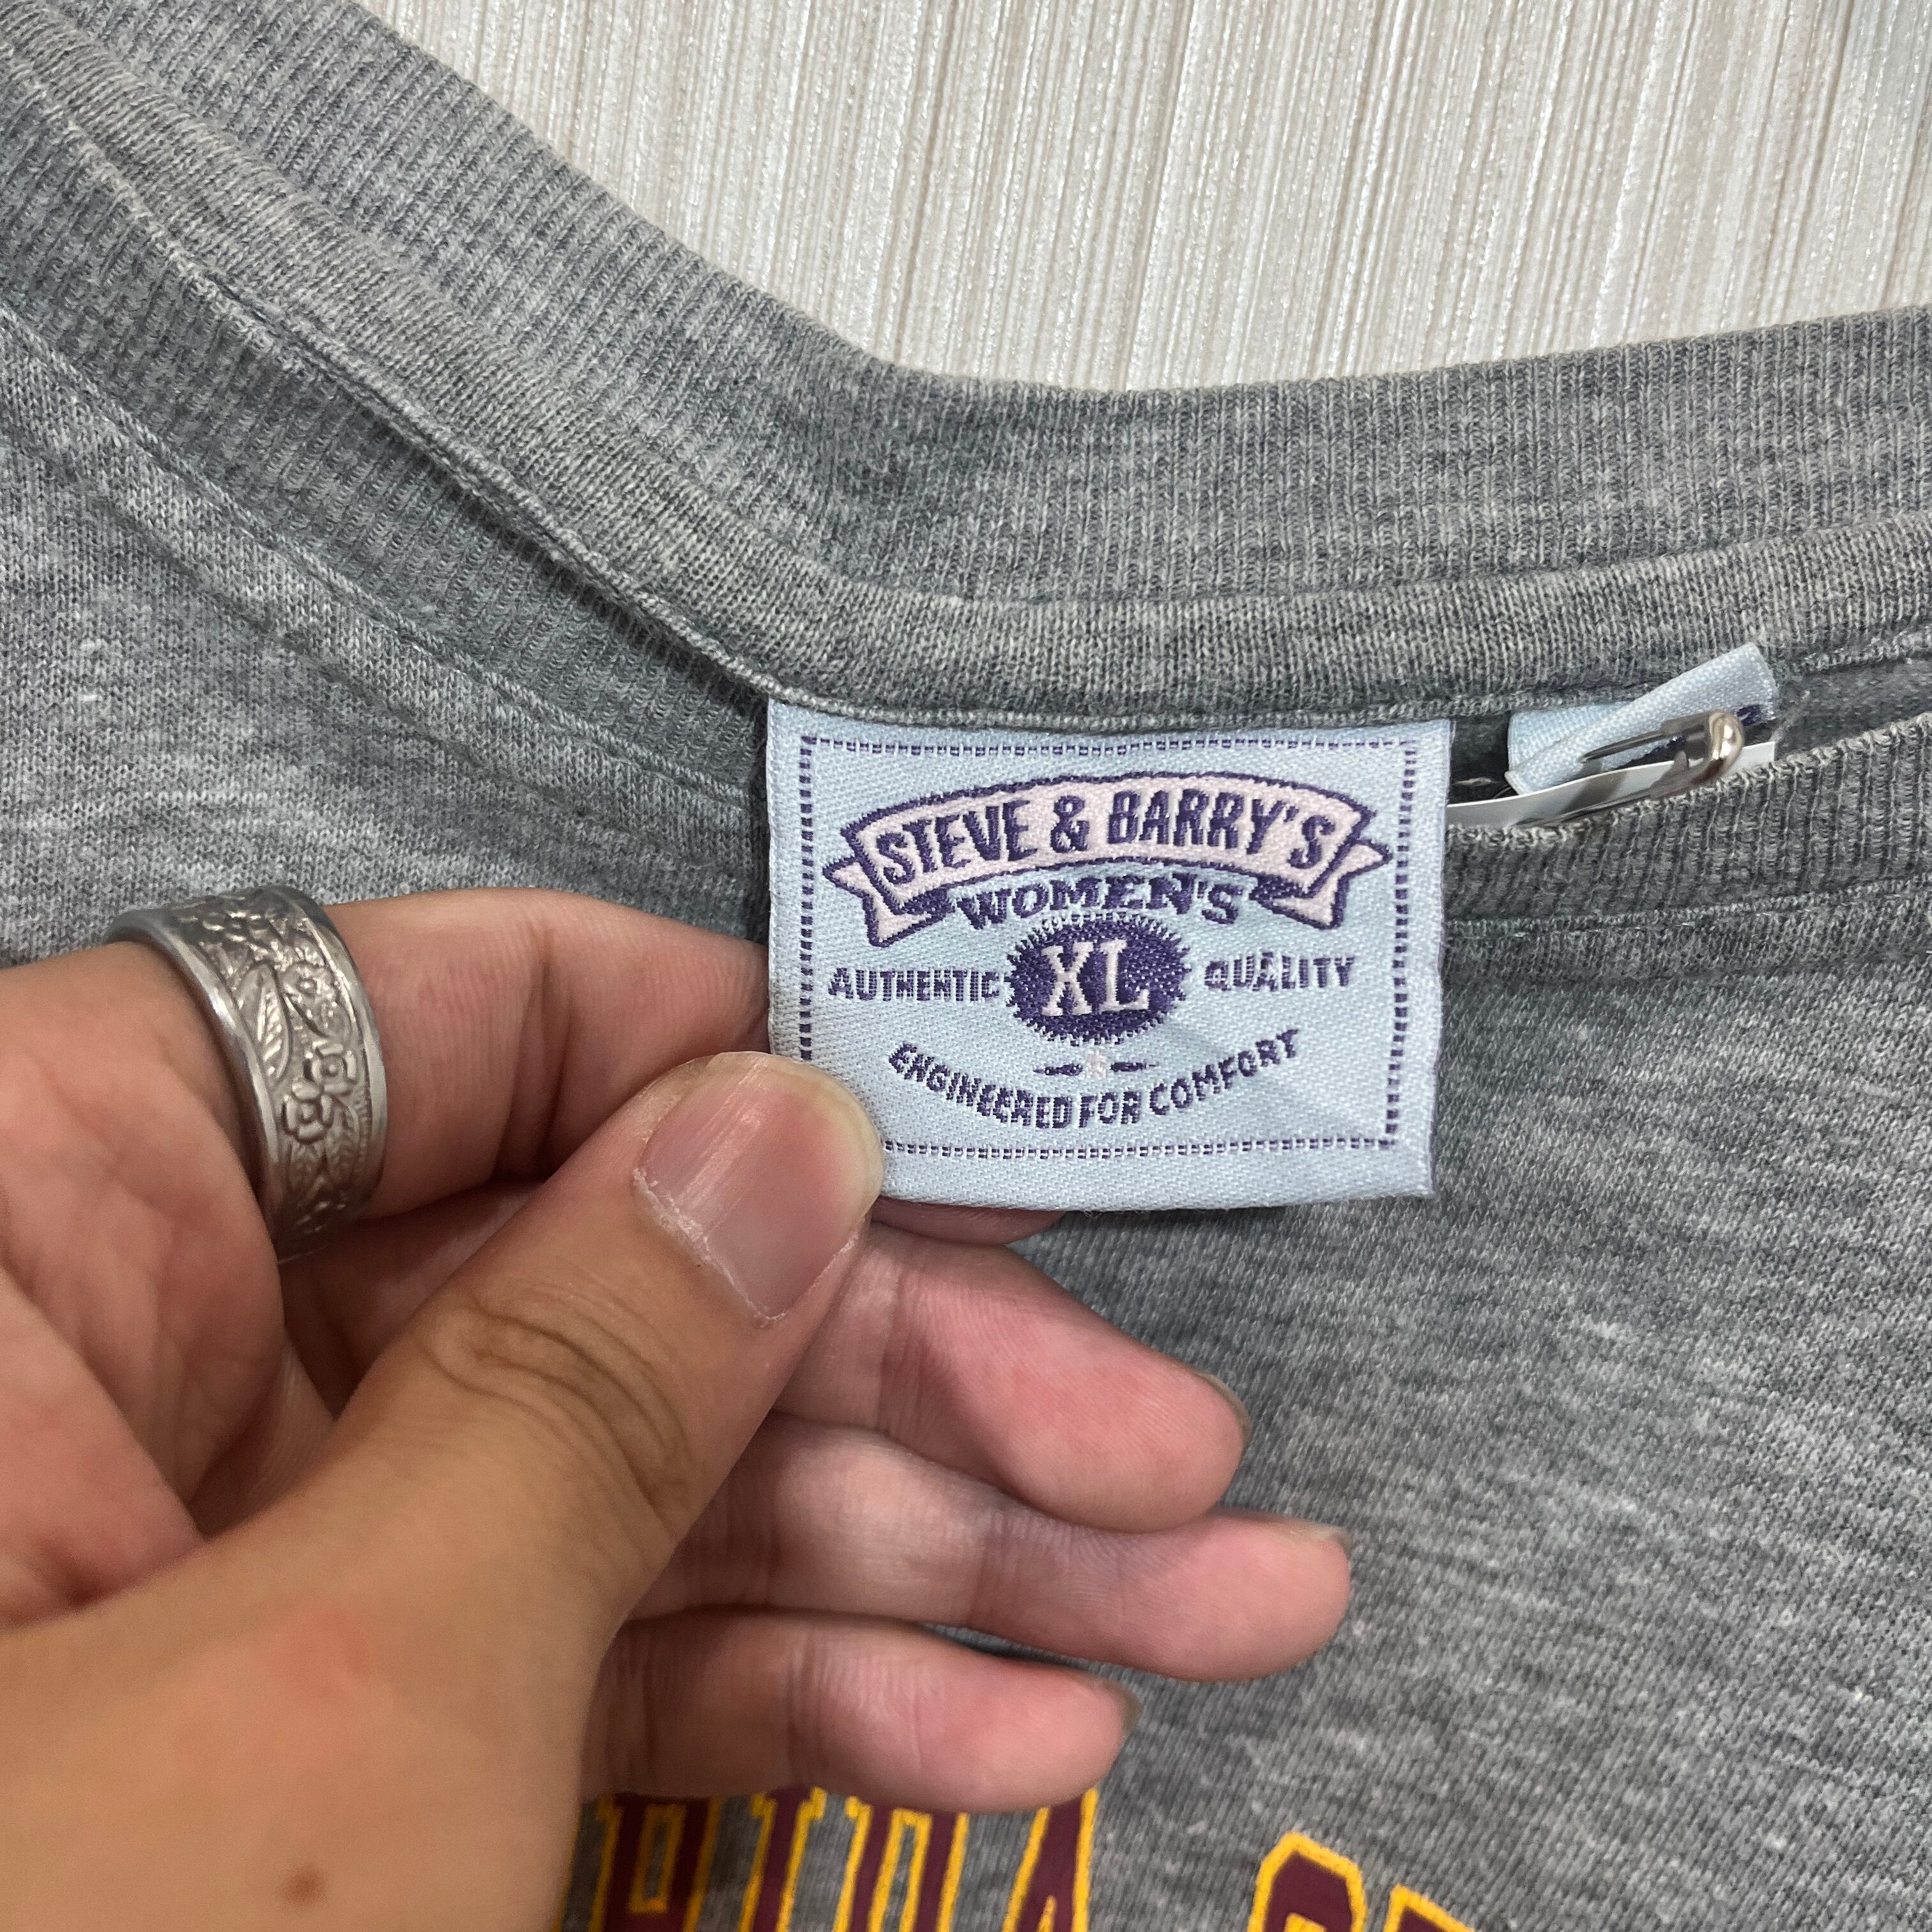 STEVE & BARRY'S
WOMEN'S
AUTHENTIC XL QUALITY
ENGINEERED FOR COMFORT